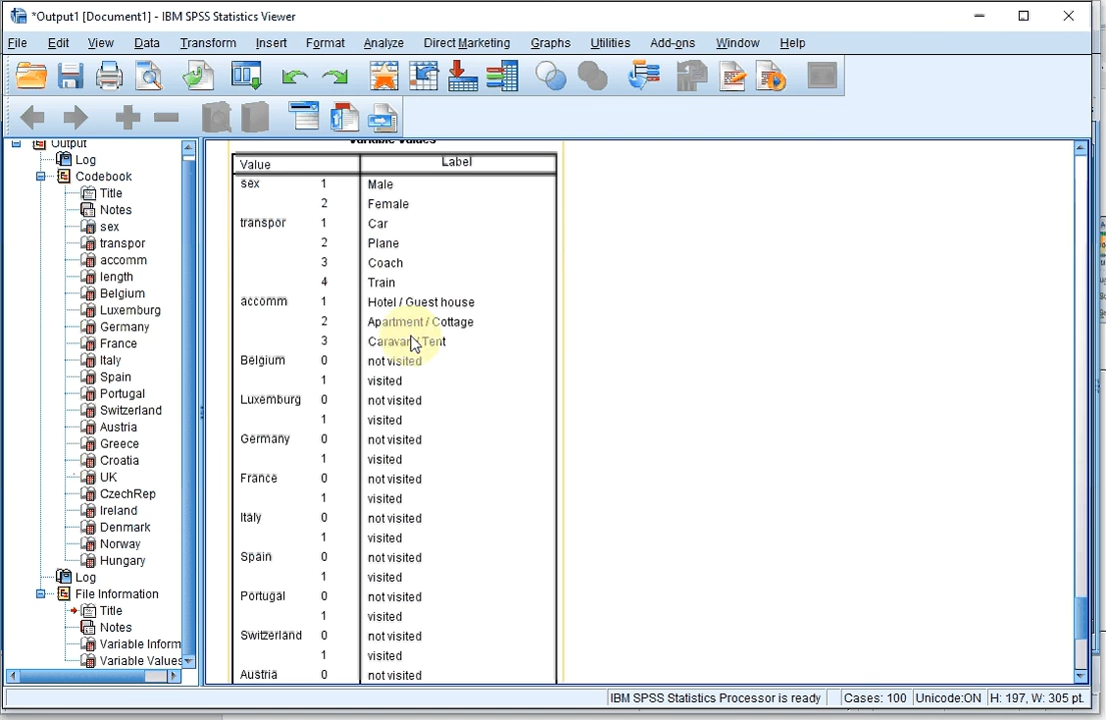 *Output1 [Document1] - IBM SPSS Statistics Viewer
File Edit View Data Transform Insert Format Analyze Direct Marketing Graphs Utilities Add-ons Window Help
Output
Log
Codebook
Title
Notes
sex
transpor
accomm
length
Belgium
Luxemburg
Germany
France
Italy
Spain
Portugal
Switzerland
Austria
Greece
Croatia
UK
CzechRep
Ireland
Denmark
Norway
Hungary
Log
File Information
Title
Notes
Variable Inform
Variable Values
Variable Values
Value Label
sex 1 Male
2 Female
transpor 1 Car
2 Plane
3 Coach
4 Train
accomm 1 Hotel / Guest house
2 Apartment / Cottage
3 Caravan / Tent
Belgium 0 not visited
1 visited
Luxemburg 0 not visited
1 visited
Germany 0 not visited
1 visited
France 0 not visited
1 visited
Italy 0 not visited
1 visited
Spain 0 not visited
1 visited
Portugal 0 not visited
1 visited
Switzerland 0 not visited
1 visited
Austria 0 not visited
IBM SPSS Statistics Processor is ready Cases: 100 Unicode:ON H: 197, W: 305 pt.